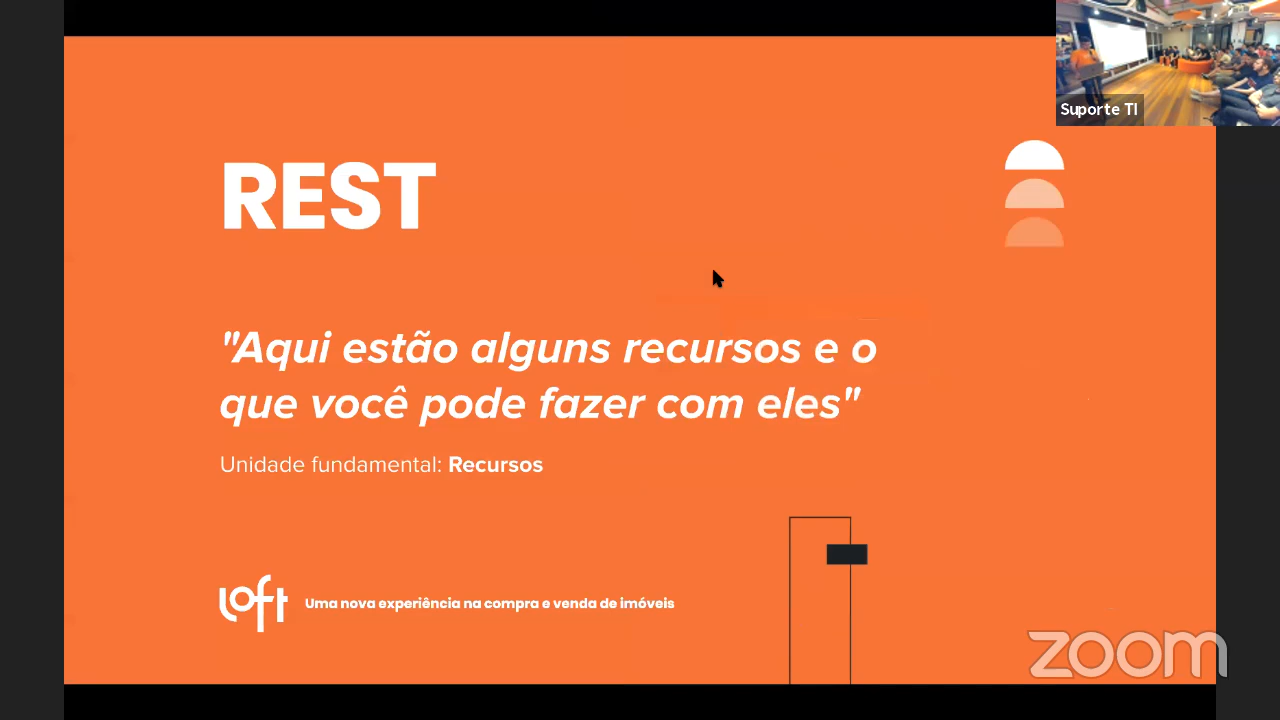 Suporte TI
REST
"Aqui estão alguns recursos e o
que você pode fazer com eles"
Unidade fundamental: Recursos
loft
Uma nova experiência na compra e venda de imóveis
zoom